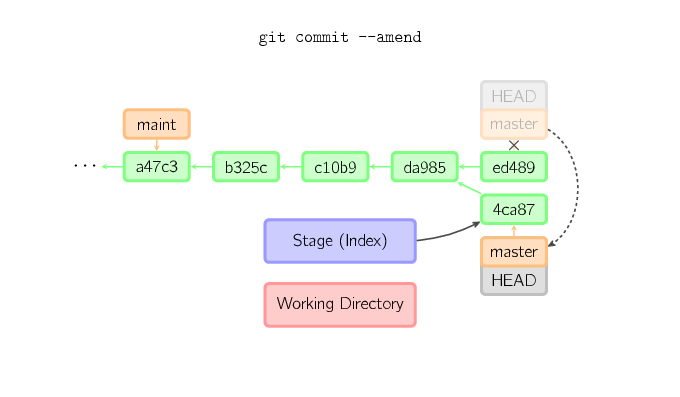 git commit --amend
HEAD
maint
master
×
... a47c3 b325c c10b9 da985 ed489
4ca87
Stage (Index)
master
HEAD
Working Directory